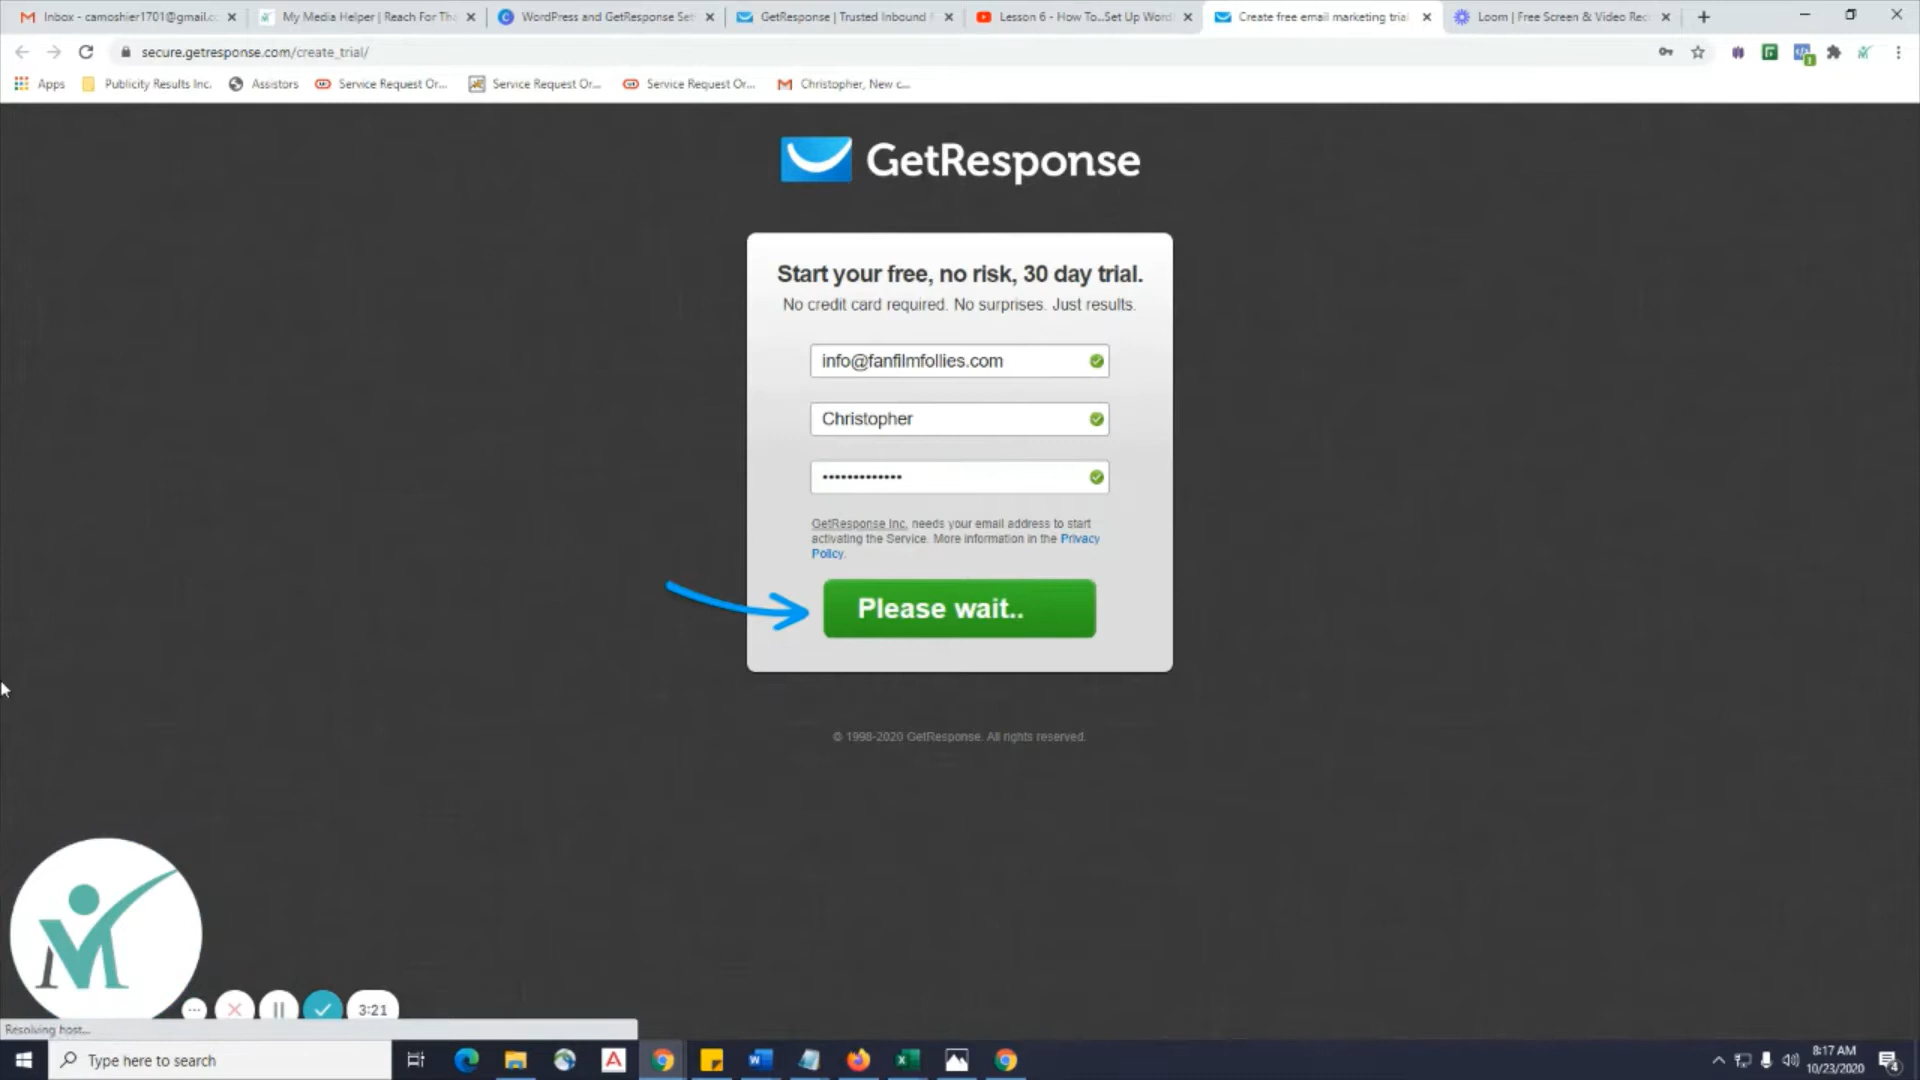 Inbox - camoshier1701@gmail.c
My Media Helper | Reach For The
WordPress and GetResponse Set
GetResponse | Trusted Inbound
Lesson 6 - How To...Set Up Word
Create free email marketing trial
Loom | Free Screen & Video Rec
secure.getresponse.com/create_trial/
Apps
Publicity Results Inc.
Assistors
Service Request Or...
Service Request Or...
Service Request Or...
Christopher, New c...
GetResponse
Start your free, no risk, 30 day trial.
No credit card required. No surprises. Just results.
info@fanfilmfollies.com
Christopher
•••••••••••••
GetResponse Inc. needs your email address to start
activating the Service. More information in the Privacy
Policy.
Please wait..
© 1998-2020 GetResponse. All rights reserved.
3:21
Resolving host...
Type here to search
8:17 AM
10/23/2020
4